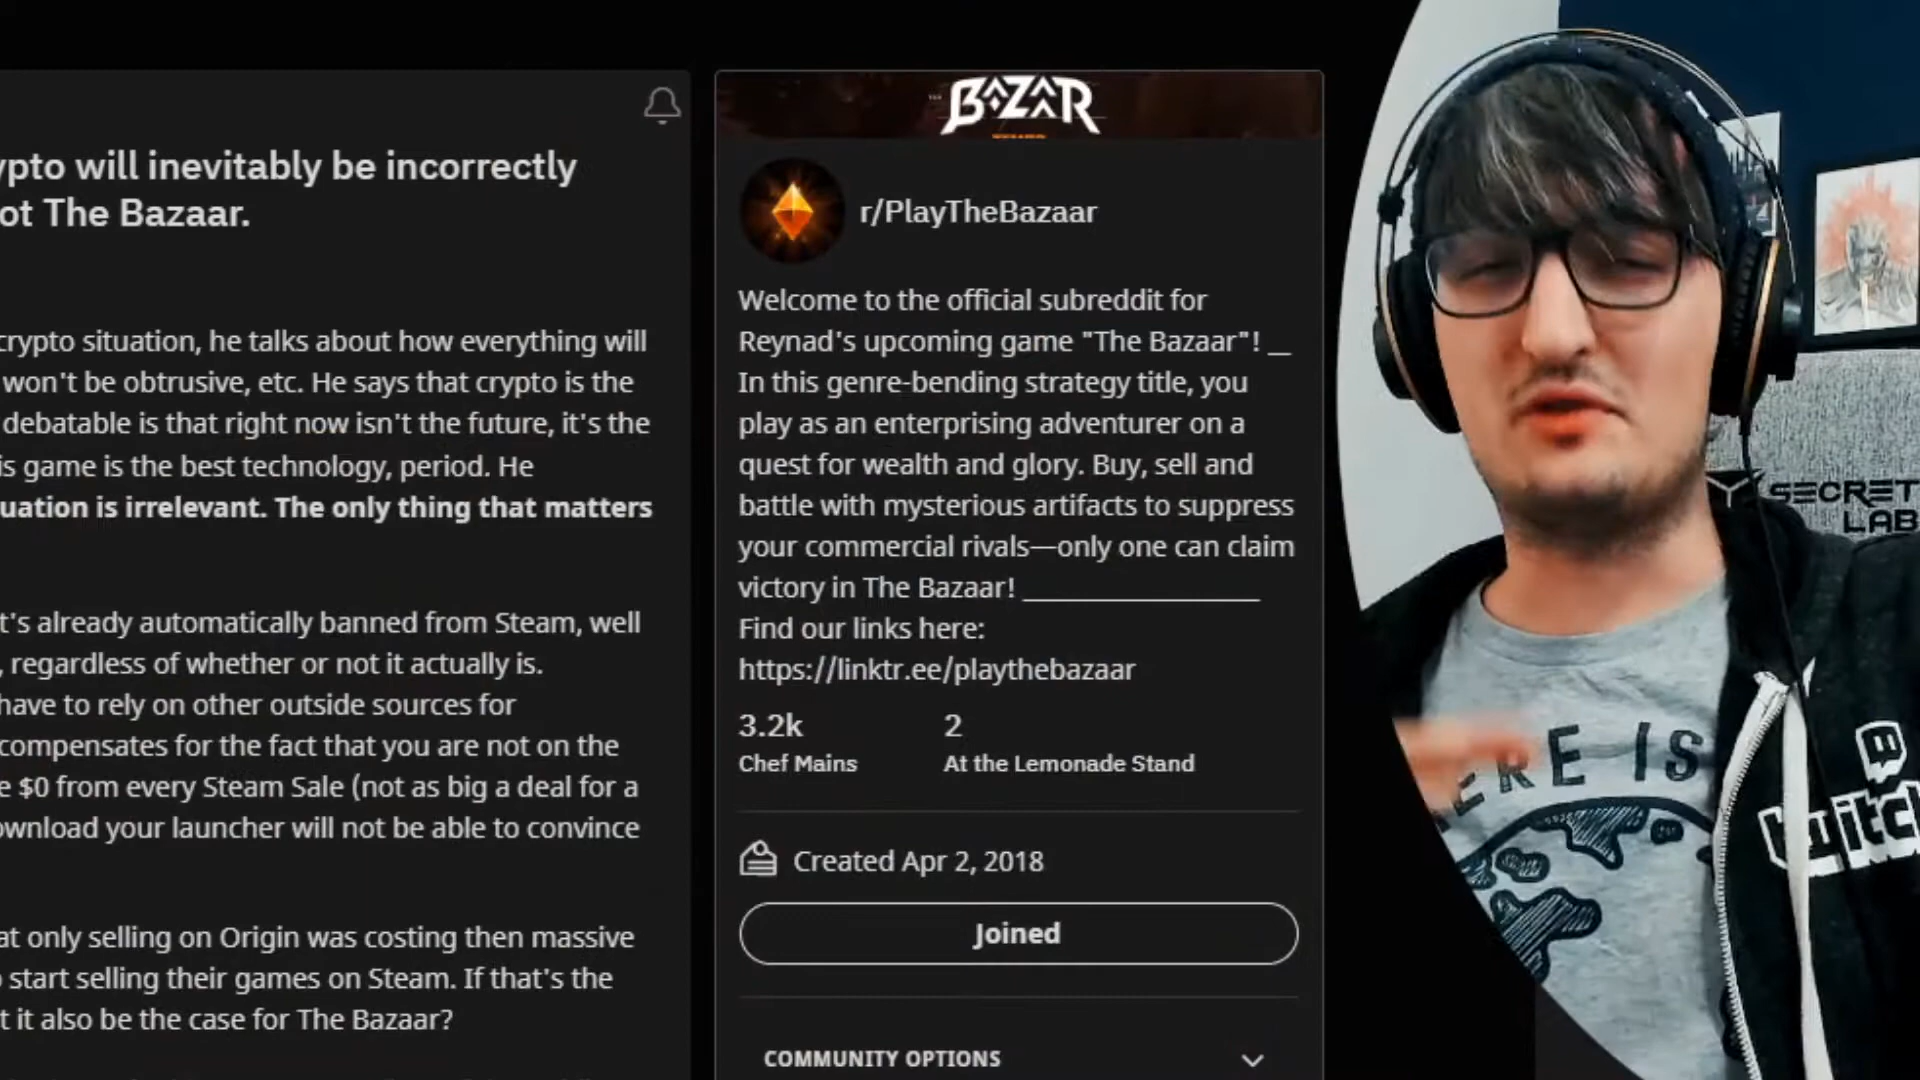 ypto will inevitably be incorrectly
ot The Bazaar.
crypto situation, he talks about how everything will
won't be obtrusive, etc. He says that crypto is the
debatable is that right now isn't the future, it's the
is game is the best technology, period. He
uation is irrelevant. The only thing that matters
t's already automatically banned from Steam, well
, regardless of whether or not it actually is.
have to rely on other outside sources for
compensates for the fact that you are not on the
e $0 from every Steam Sale (not as big a deal for a
ownload your launcher will not be able to convince
at only selling on Origin was costing then massive
o start selling their games on Steam. If that's the
t it also be the case for The Bazaar?
BAZAAR
r/PlayTheBazaar
Welcome to the official subreddit for
Reynad's upcoming game "The Bazaar"! __
In this genre-bending strategy title, you
play as an enterprising adventurer on a
quest for wealth and glory. Buy, sell and
battle with mysterious artifacts to suppress
your commercial rivals—only one can claim
victory in The Bazaar! _________________
Find our links here:
https://linktr.ee/playthebazaar
3.2k 2
Chef Mains At the Lemonade Stand
Created Apr 2, 2018
Joined
COMMUNITY OPTIONS
SECRET
LAB
ERE IS
twitch